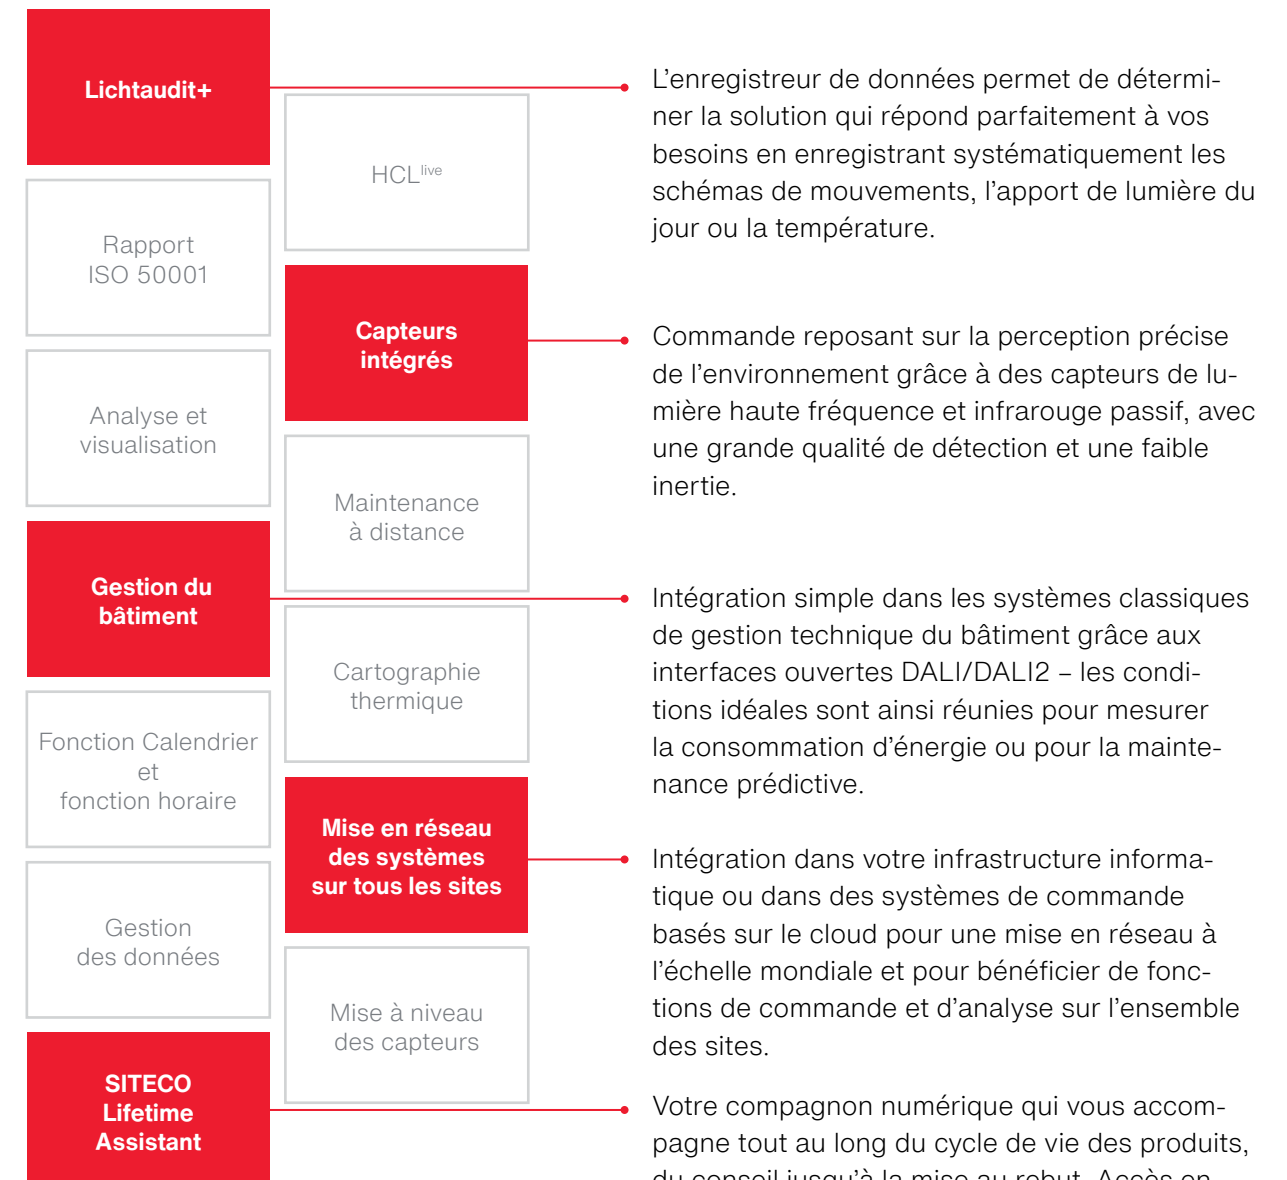 Lichtaudit+
L’enregistreur de données permet de détermi-
ner la solution qui répond parfaitement à vos
besoins en enregistrant systématiquement les
schémas de mouvements, l’apport de lumière du
jour ou la température.
HCLlive
Rapport
ISO 50001
Capteurs
intégrés
Commande reposant sur la perception précise
de l’environnement grâce à des capteurs de lu-
mière haute fréquence et infrarouge passif, avec
une grande qualité de détection et une faible
inertie.
Analyse et
visualisation
Maintenance
à distance
Gestion du
bâtiment
Intégration simple dans les systèmes classiques
de gestion technique du bâtiment grâce aux
interfaces ouvertes DALI/DALI2 – les condi-
tions idéales sont ainsi réunies pour mesurer
la consommation d’énergie ou pour la mainte-
nance prédictive.
Cartographie
thermique
Fonction Calendrier
et
fonction horaire
Mise en réseau
des systèmes
sur tous les sites
Intégration dans votre infrastructure informa-
tique ou dans des systèmes de commande
basés sur le cloud pour une mise en réseau à
l’échelle mondiale et pour bénéficier de fonc-
tions de commande et d’analyse sur l’ensemble
des sites.
Gestion
des données
Mise à niveau
des capteurs
SITECO
Lifetime
Assistant
Votre compagnon numérique qui vous accom-
pagne tout au long du cycle de vie des produits,
du conseil jusqu’à la mise au rebut. Accès en